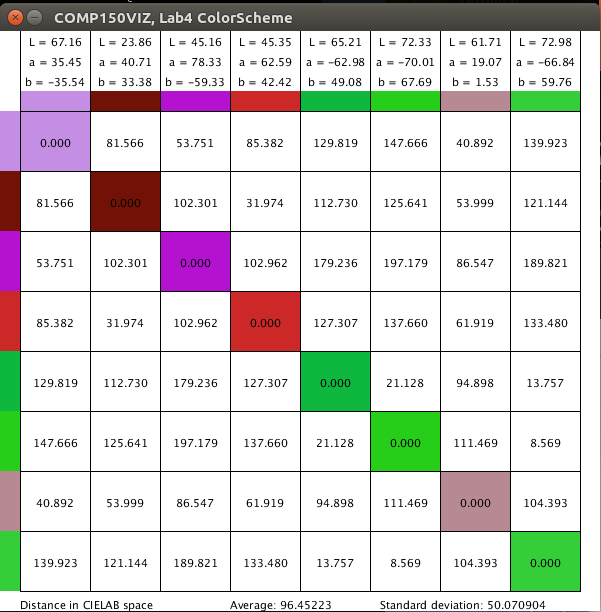 COMP150VIZ, Lab4 ColorScheme
L = 67.16 L = 23.86 L = 45.16 L = 45.35 L = 65.21 L = 72.33 L = 61.71 L = 72.98
a = 35.45 a = 40.71 a = 78.33 a = 62.59 a = -62.98 a = -70.01 a = 19.07 a = -66.84
b = -35.54 b = 33.38 b = -59.33 b = 42.42 b = 49.08 b = 67.69 b = 1.53 b = 59.76
0.000 81.566 53.751 85.382 129.819 147.666 40.892 139.923
81.566 0.000 102.301 31.974 112.730 125.641 53.999 121.144
53.751 102.301 0.000 102.962 179.236 197.179 86.547 189.821
85.382 31.974 102.962 0.000 127.307 137.660 61.919 133.480
129.819 112.730 179.236 127.307 0.000 21.128 94.898 13.757
147.666 125.641 197.179 137.660 21.128 0.000 111.469 8.569
40.892 53.999 86.547 61.919 94.898 111.469 0.000 104.393
139.923 121.144 189.821 133.480 13.757 8.569 104.393 0.000
Distance in CIELAB space Average: 96.45223 Standard deviation: 50.070904